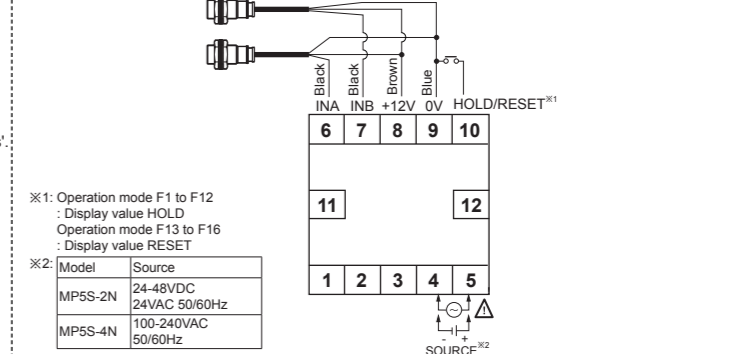 Black
Black
Brown
Blue
INA INB +12V 0V HOLD/RESET※1
6 7 8 9 10
11 12
1 2 3 4 5
- +
SOURCE※2
※1: Operation mode F1 to F12
: Display value HOLD
Operation mode F13 to F16
: Display value RESET
※2: Model Source
MP5S-2N 24-48VDC
24VAC 50/60Hz
MP5S-4N 100-240VAC
50/60Hz